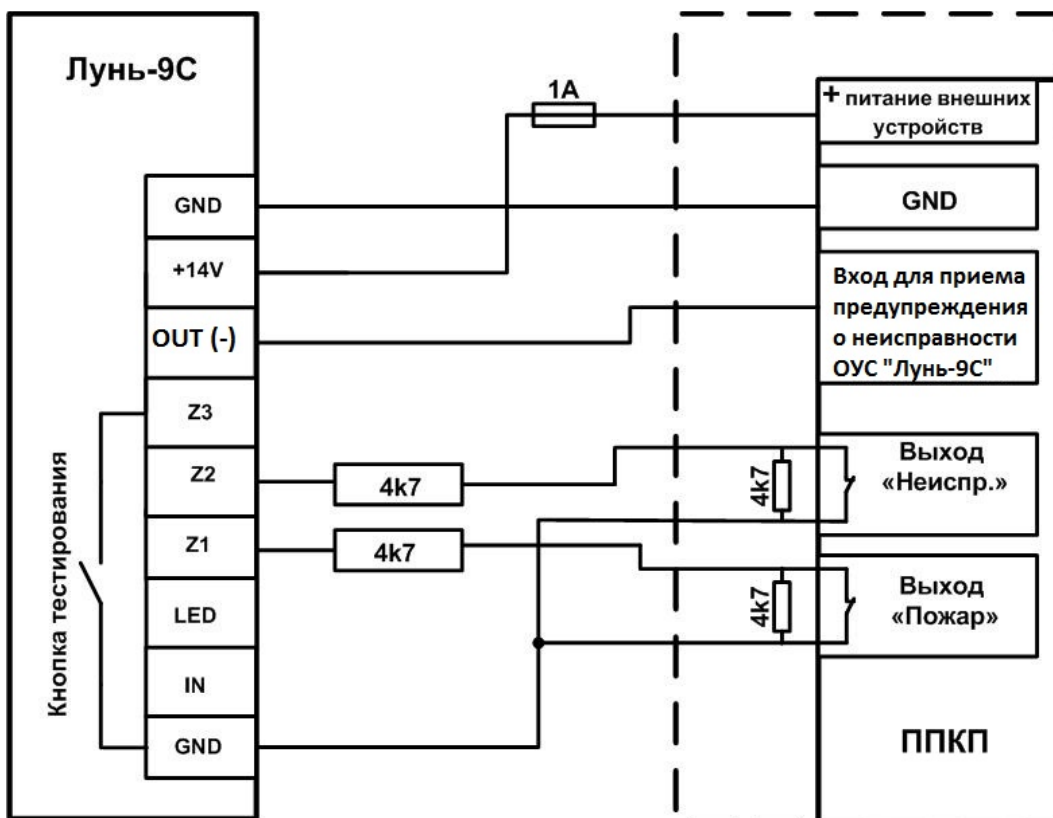 Лунь-9С
1А
+ питание внешних
устройств
GND
GND
+14V
Вход для приема
предупреждения
о неисправности
ОУС "Лунь-9С"
OUT (-)
Z3
Z2
4k7
4k7
Выход
«Неиспр.»
Z1
4k7
4k7
Выход
«Пожар»
LED
IN
GND
Кнопка тестирования
ППКП